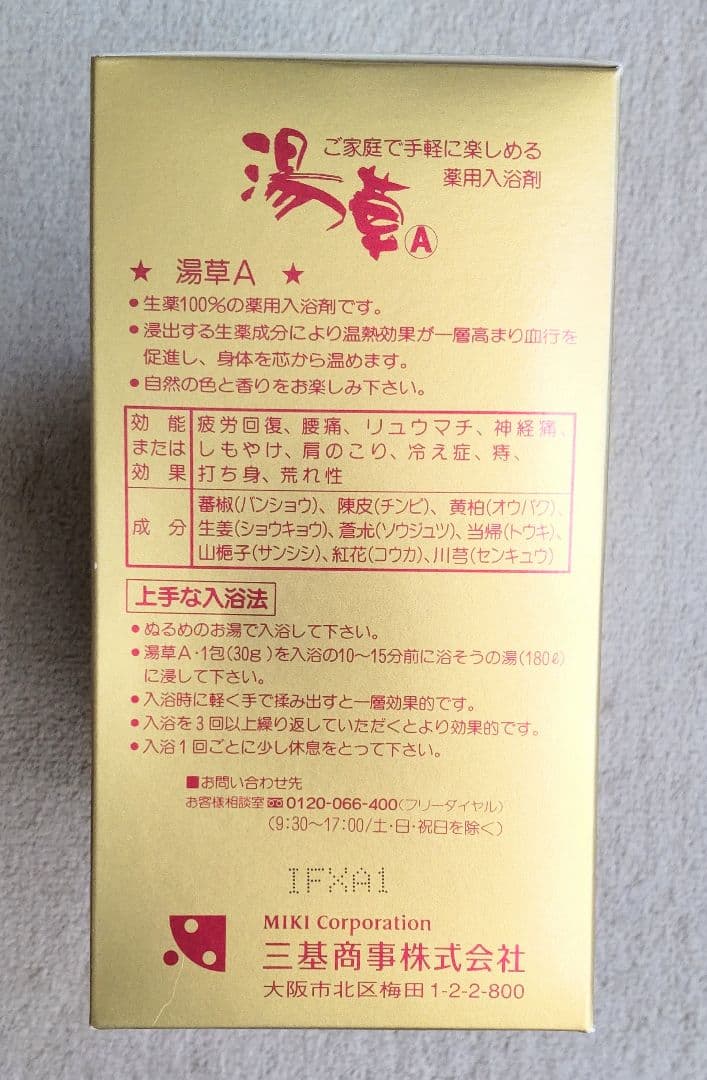 湯草Ⓐ
ご家庭で手軽に楽しめる
薬用入浴剤
★ 湯草A ★
●生薬100%の薬用入浴剤です。
●浸出する生薬成分により温熱効果が一層高まり血行を
促進し、身体を芯から温めます。
●自然の色と香りをお楽しみ下さい。
効能 疲労回復、腰痛、リュウマチ、神経痛、
または しもやけ、肩のこり、冷え症、痔、
効果 打ち身、荒れ性
蕃椒(バンショウ)、陳皮(チンピ)、黄柏(オウバク)、
成分 生姜(ショウキョウ)、蒼朮(ソウジュツ)、当帰(トウキ)、
山梔子(サンシシ)、紅花(コウカ)、川芎(センキュウ)
上手な入浴法
●ぬるめのお湯で入浴して下さい。
●湯草A・1包(30g)を入浴の10〜15分前に浴そうの湯(180ℓ)
に浸して下さい。
●入浴時に軽く手で揉み出すと一層効果的です。
●入浴を3回以上繰り返していただくとより効果的です。
●入浴1回ごとに少し休息をとって下さい。
■お問い合わせ先
お客様相談室 0120-066-400(フリーダイヤル)
(9:30〜17:00/土・日・祝日を除く)
IFXA1
MIKI Corporation
三基商事株式会社
大阪市北区梅田1-2-2-800